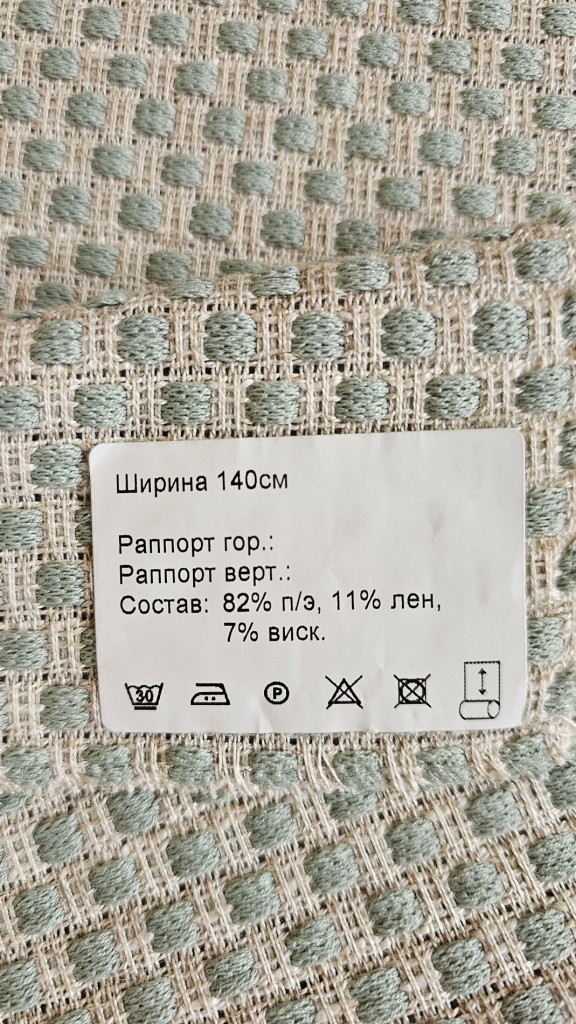 Ширина 140см
Раппорт гор.:
Раппорт верт.:
Состав: 82% п/э, 11% лен,
7% виск.
30 P